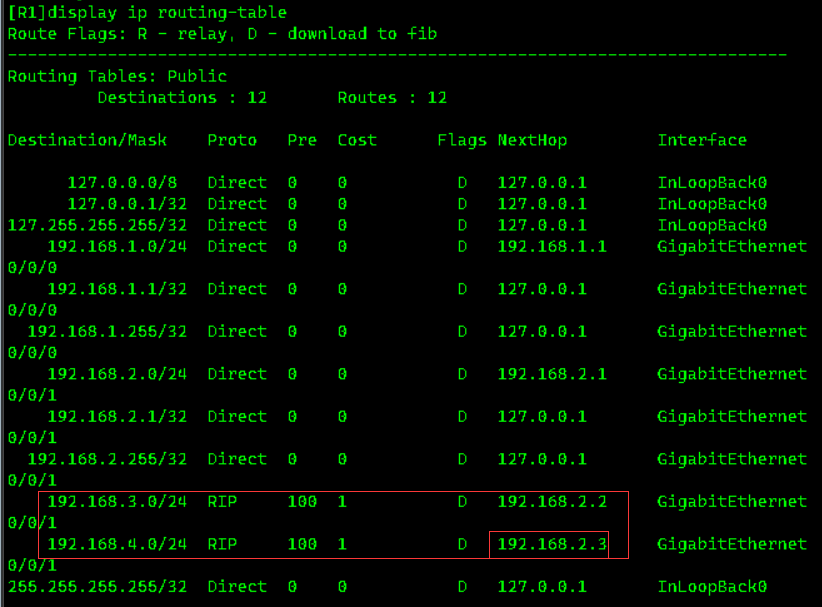 [R1]display ip routing-table
Route Flags: R - relay, D - download to fib
------------------------------------------------------------------------------
Routing Tables: Public
         Destinations : 12       Routes : 12

Destination/Mask    Proto   Pre  Cost      Flags NextHop         Interface

      127.0.0.0/8   Direct  0    0           D   127.0.0.1       InLoopBack0
      127.0.0.1/32  Direct  0    0           D   127.0.0.1       InLoopBack0
127.255.255.255/32  Direct  0    0           D   127.0.0.1       InLoopBack0
    192.168.1.0/24  Direct  0    0           D   192.168.1.1     GigabitEthernet
0/0/0
    192.168.1.1/32  Direct  0    0           D   127.0.0.1       GigabitEthernet
0/0/0
  192.168.1.255/32  Direct  0    0           D   127.0.0.1       GigabitEthernet
0/0/0
    192.168.2.0/24  Direct  0    0           D   192.168.2.1     GigabitEthernet
0/0/1
    192.168.2.1/32  Direct  0    0           D   127.0.0.1       GigabitEthernet
0/0/1
  192.168.2.255/32  Direct  0    0           D   127.0.0.1       GigabitEthernet
0/0/1
    192.168.3.0/24  RIP     100  1           D   192.168.2.2     GigabitEthernet
0/0/1
    192.168.4.0/24  RIP     100  1           D   192.168.2.3     GigabitEthernet
0/0/1
255.255.255.255/32  Direct  0    0           D   127.0.0.1       InLoopBack0